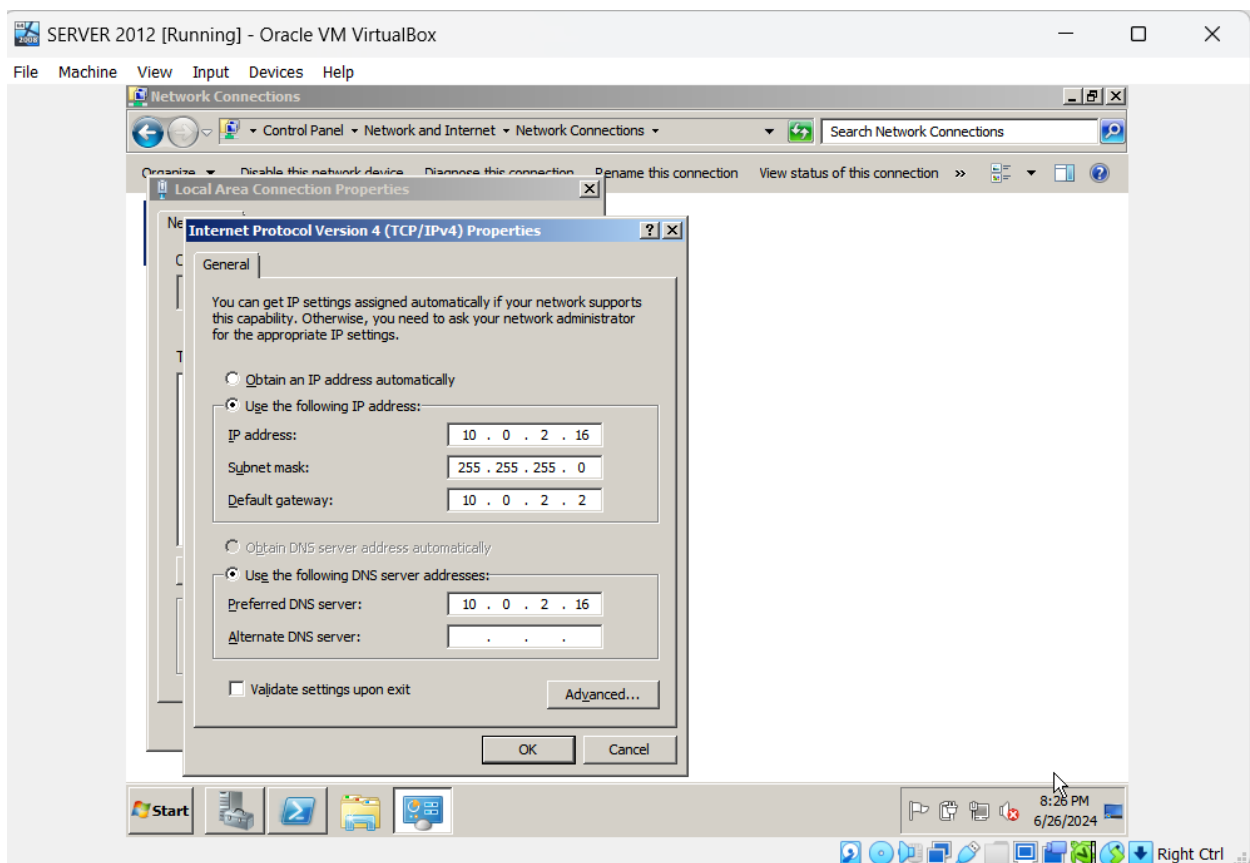 SERVER 2012 [Running] - Oracle VM VirtualBox
File Machine View Input Devices Help
Network Connections
Control Panel Network and Internet Network Connections
Search Network Connections
Organize Disable this network device Diagnose this connection Rename this connection View status of this connection »
Local Area Connection Properties
Ne
Internet Protocol Version 4 (TCP/IPv4) Properties
C
General
You can get IP settings assigned automatically if your network supports
this capability. Otherwise, you need to ask your network administrator
for the appropriate IP settings.
T
Obtain an IP address automatically
Use the following IP address:
IP address: 10 . 0 . 2 . 16
Subnet mask: 255 . 255 . 255 . 0
Default gateway: 10 . 0 . 2 . 2
Obtain DNS server address automatically
Use the following DNS server addresses:
Preferred DNS server: 10 . 0 . 2 . 16
Alternate DNS server: . . .
Validate settings upon exit
Advanced...
OK Cancel
Start
8:26 PM
6/26/2024
Right Ctrl